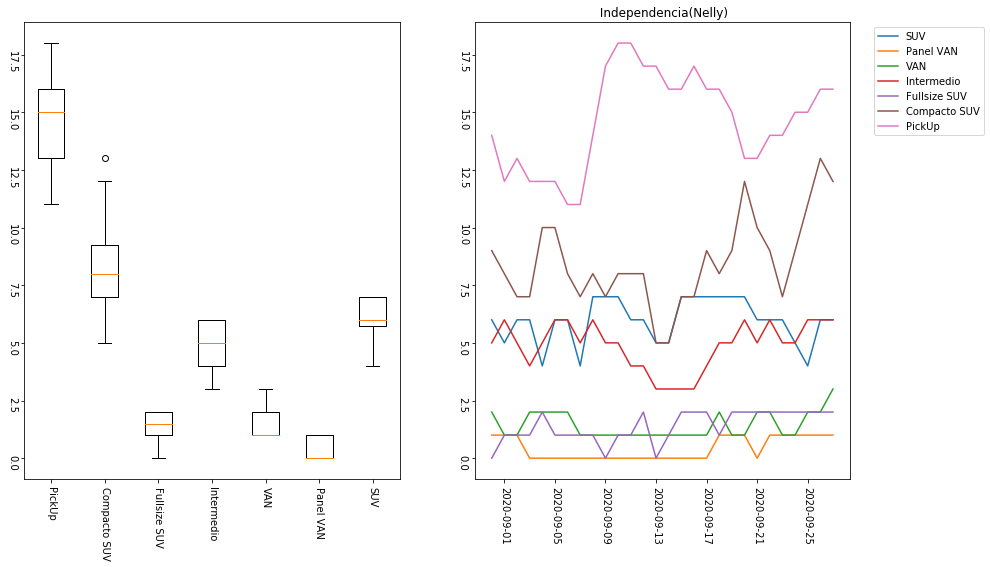 17.5
15.0
12.5
10.0
7.5
5.0
2.5
0.0
PickUp
Compacto SUV
Fullsize SUV
Intermedio
VAN
Panel VAN
SUV
Independencia(Nelly)
17.5
15.0
12.5
10.0
7.5
5.0
2.5
0.0
2020-09-01
2020-09-05
2020-09-09
2020-09-13
2020-09-17
2020-09-21
2020-09-25
SUV
Panel VAN
VAN
Intermedio
Fullsize SUV
Compacto SUV
PickUp